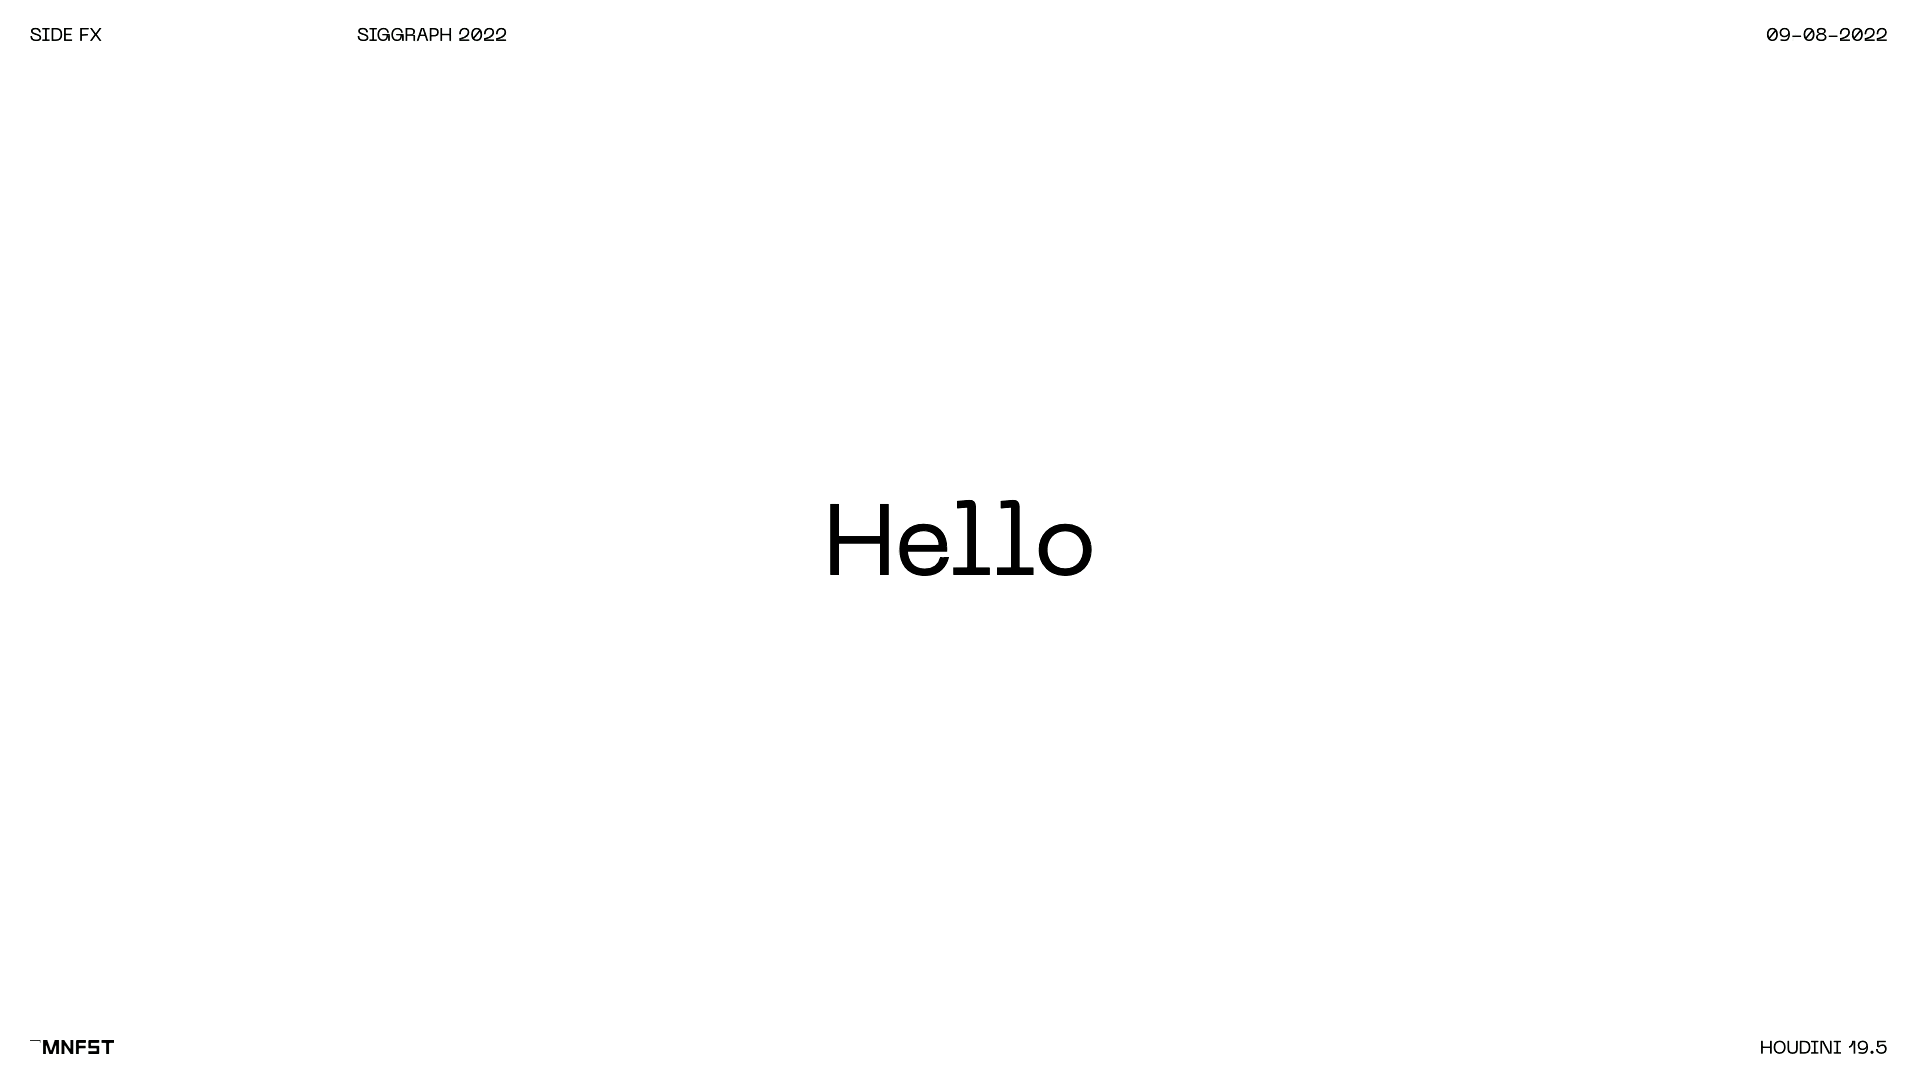 SIDE FX
SIGGRAPH 2022
09-08-2022
Hello
¯MNFST
HOUDINI 19.5